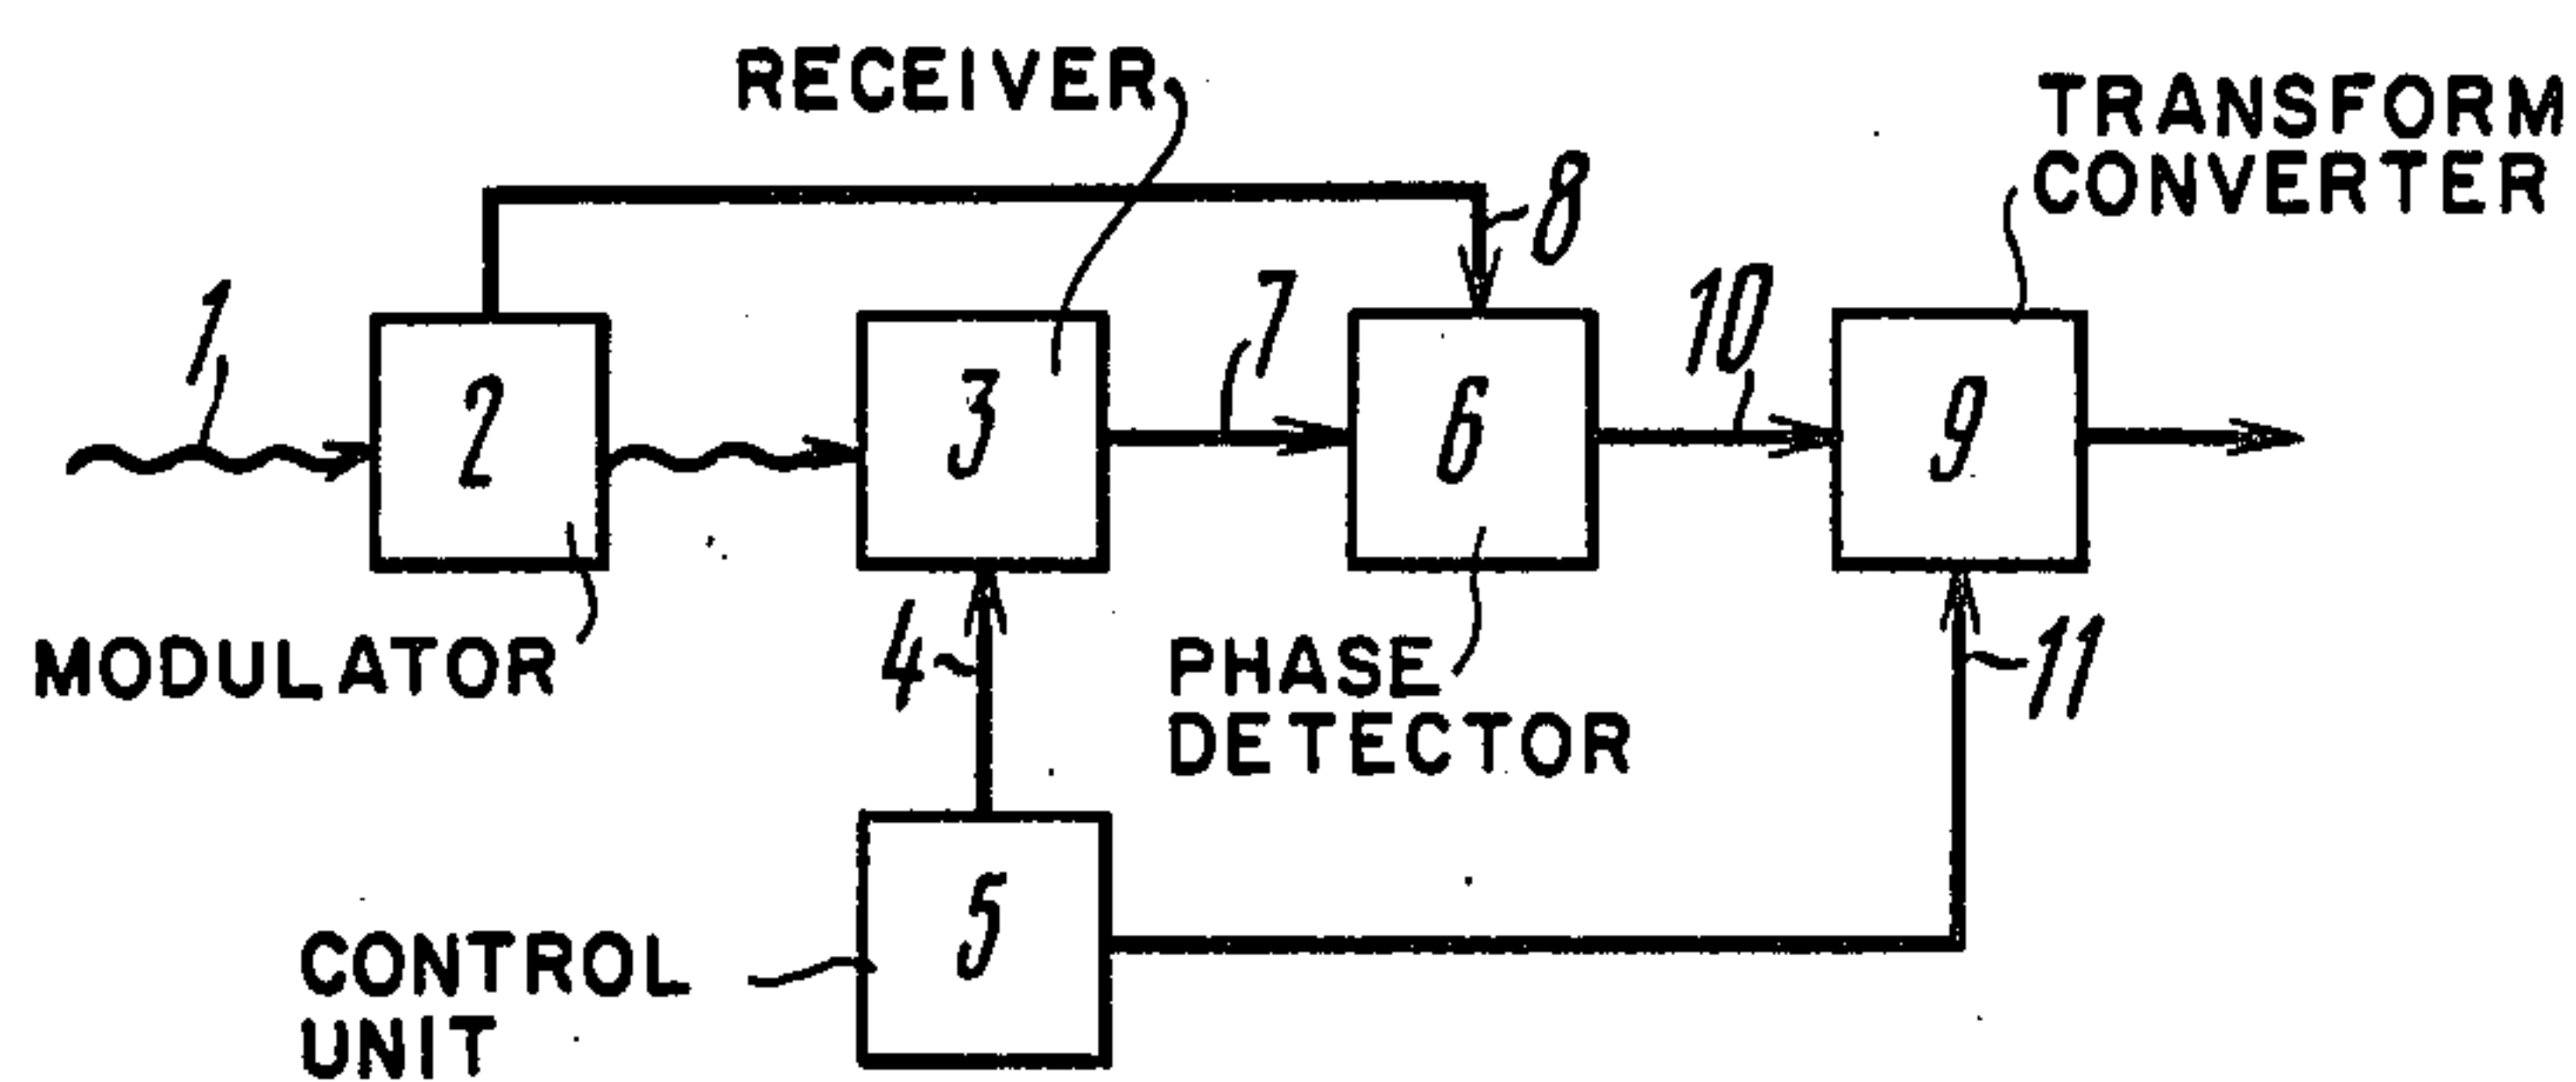 RECEIVER
TRANSFORM
CONVERTER
8
1
7
10
2
3
6
9
4
11
MODULATOR
PHASE
DETECTOR
5
CONTROL
UNIT